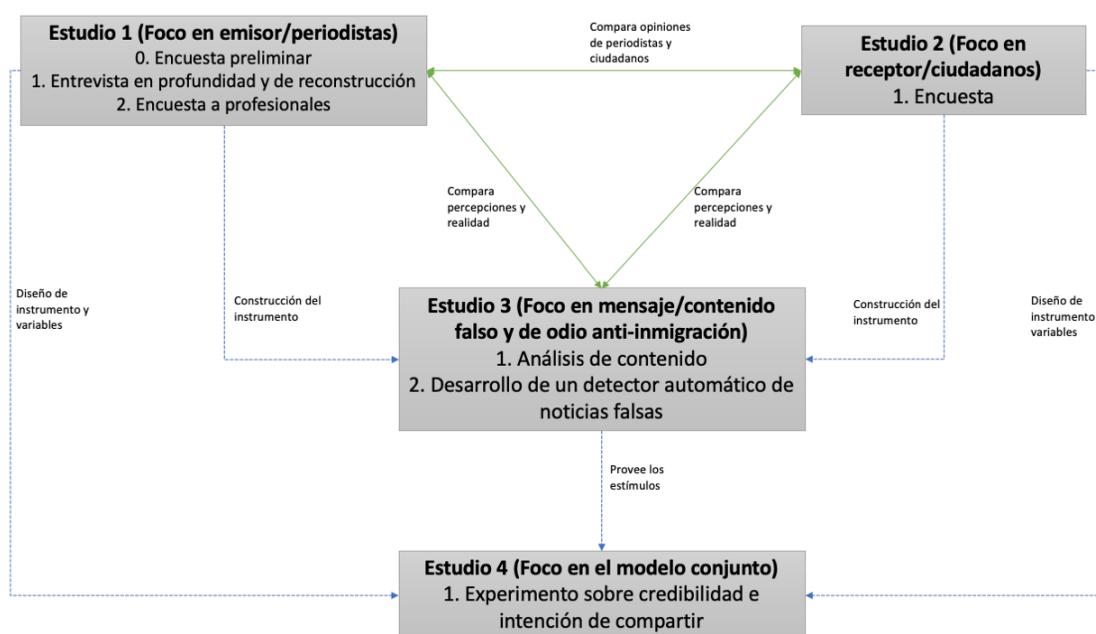 Estudio 1 (Foco en emisor/periodistas)
0. Encuesta preliminar
1. Entrevista en profundidad y de reconstrucción
2. Encuesta a profesionales
Compara opiniones
de periodistas y
ciudadanos
Estudio 2 (Foco en
receptor/ciudadanos)
1. Encuesta
Compara
percepciones y
realidad
Compara
percepciones y
realidad
Diseño de
instrumento y
variables
Construcción del
instrumento
Estudio 3 (Foco en mensaje/contenido
falso y de odio anti-inmigración)
1. Análisis de contenido
2. Desarrollo de un detector automático de
noticias falsas
Construcción del
instrumento
Diseño de
instrumento
variables
Provee los
estímulos
Estudio 4 (Foco en el modelo conjunto)
1. Experimento sobre credibilidad e
intención de compartir